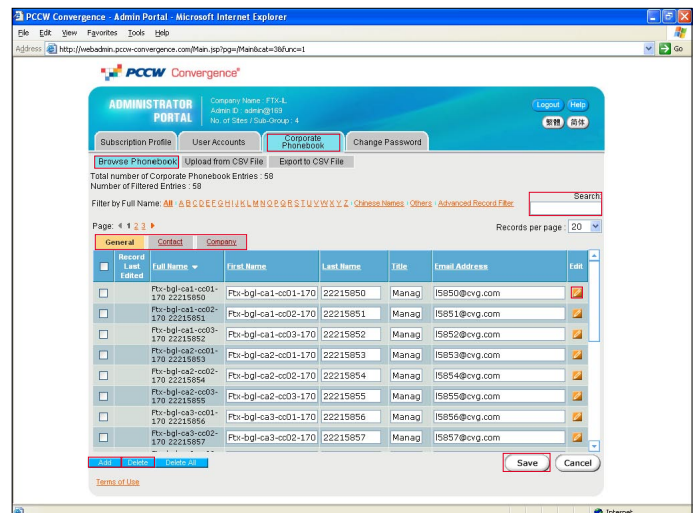 PCCW Convergence - Admin Portal - Microsoft Internet Explorer
File Edit View Favorites Tools Help
Address http://webadmin.pccw-convergence.com/Main.jsp?pg=/Main&cat=3&func=1 Go
PCCW Convergence
ADMINISTRATOR PORTAL
Company Name : FTX-IL
Admin ID : admin@169
No. of Sites / Sub-Group : 4
Logout Help
繁體 简体
Subscription Profile User Accounts Corporate Phonebook Change Password
Browse Phonebook Upload from CSV File Export to CSV File
Total number of Corporate Phonebook Entries : 58
Number of Filtered Entries : 58
Search:
Filter by Full Name: All A B C D E F G H I J K L M N O P Q R S T U V W X Y Z Chinese Names Others Advanced Record Filter
Page: 1 2 3
Records per page : 20
General Contact Company
Record Last Edited Full Name First Name Last Name Title Email Address Edit
Ftx-bgl-ca1-cc01-170 22215850 Ftx-bgl-ca1-cc01-170 22215850 Manag l5850@cvg.com
Ftx-bgl-ca1-cc02-170 22215851 Ftx-bgl-ca1-cc02-170 22215851 Manag l5851@cvg.com
Ftx-bgl-ca1-cc03-170 22215852 Ftx-bgl-ca1-cc03-170 22215852 Manag l5852@cvg.com
Ftx-bgl-ca2-cc01-170 22215853 Ftx-bgl-ca2-cc01-170 22215853 Manag l5853@cvg.com
Ftx-bgl-ca2-cc02-170 22215854 Ftx-bgl-ca2-cc02-170 22215854 Manag l5854@cvg.com
Ftx-bgl-ca2-cc03-170 22215855 Ftx-bgl-ca2-cc03-170 22215855 Manag l5855@cvg.com
Ftx-bgl-ca3-cc01-170 22215856 Ftx-bgl-ca3-cc01-170 22215856 Manag l5856@cvg.com
Ftx-bgl-ca3-cc02-170 22215857 Ftx-bgl-ca3-cc02-170 22215857 Manag l5857@cvg.com
Add Delete Delete All
Save Cancel
Terms of Use
Internet